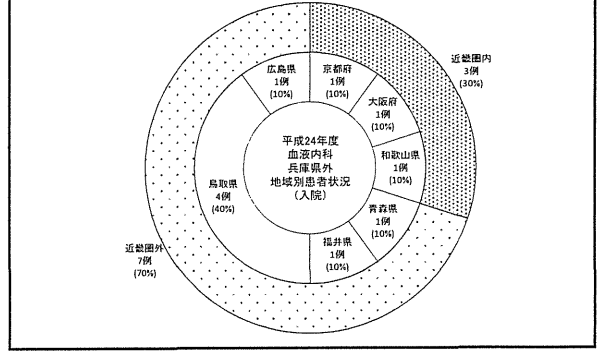 平成24年度
血液内科
兵庫県外
地域別患者状況
(入院)
京都府
1例
(10%)
大阪府
1例
(10%)
和歌山県
1例
(10%)
青森県
1例
(10%)
福井県
1例
(10%)
鳥取県
4例
(40%)
広島県
1例
(10%)
近畿圏内
3例
(30%)
近畿圏外
7例
(70%)